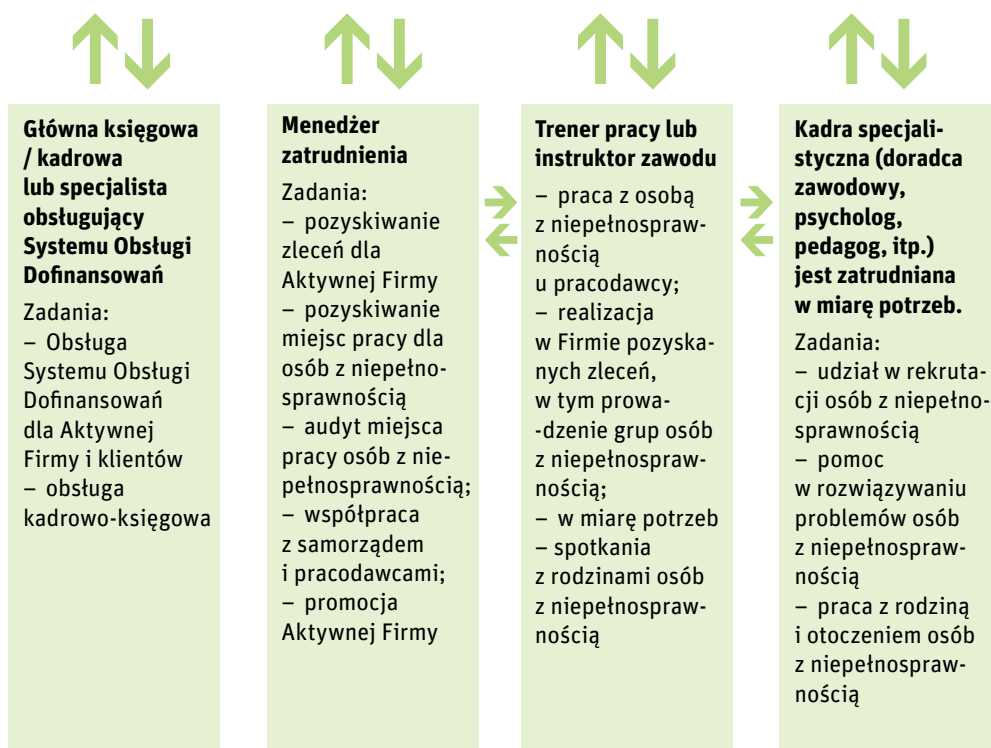 Główna księgowa
/ kadrowa
lub specjalista
obsługujący
Systemu Obsługi
Dofinansowań
Zadania:
– Obsługa
Systemu Obsługi
Dofinansowań
dla Aktywnej
Firmy i klientów
– obsługa
kadrowo-księgowa
Menedżer
zatrudnienia
Zadania:
– pozyskiwanie
zleceń dla
Aktywnej Firmy
– pozyskiwanie
miejsc pracy dla
osób z niepełno-
sprawnością
– audyt miejsca
pracy osób z nie-
pełnosprawnością;
– współpraca
z samorządem
i pracodawcami;
– promocja
Aktywnej Firmy
Trener pracy lub
instruktor zawodu
– praca z osobą
z niepełnospraw-
nością
u pracodawcy;
– realizacja
w Firmie pozyska-
nych zleceń,
w tym prowa-
-dzenie grup osób
z niepełnospraw-
nością;
– w miarę potrzeb
– spotkania
z rodzinami osób
z niepełnospraw-
nością
Kadra specjali-
styczna (doradca
zawodowy,
psycholog,
pedagog, itp.)
jest zatrudniana
w miarę potrzeb.
Zadania:
– udział w rekruta-
cji osób z niepełno-
sprawnością
– pomoc
w rozwiązywaniu
problemów osób
z niepełnospraw-
nością
– praca z rodziną
i otoczeniem osób
z niepełnospraw-
nością